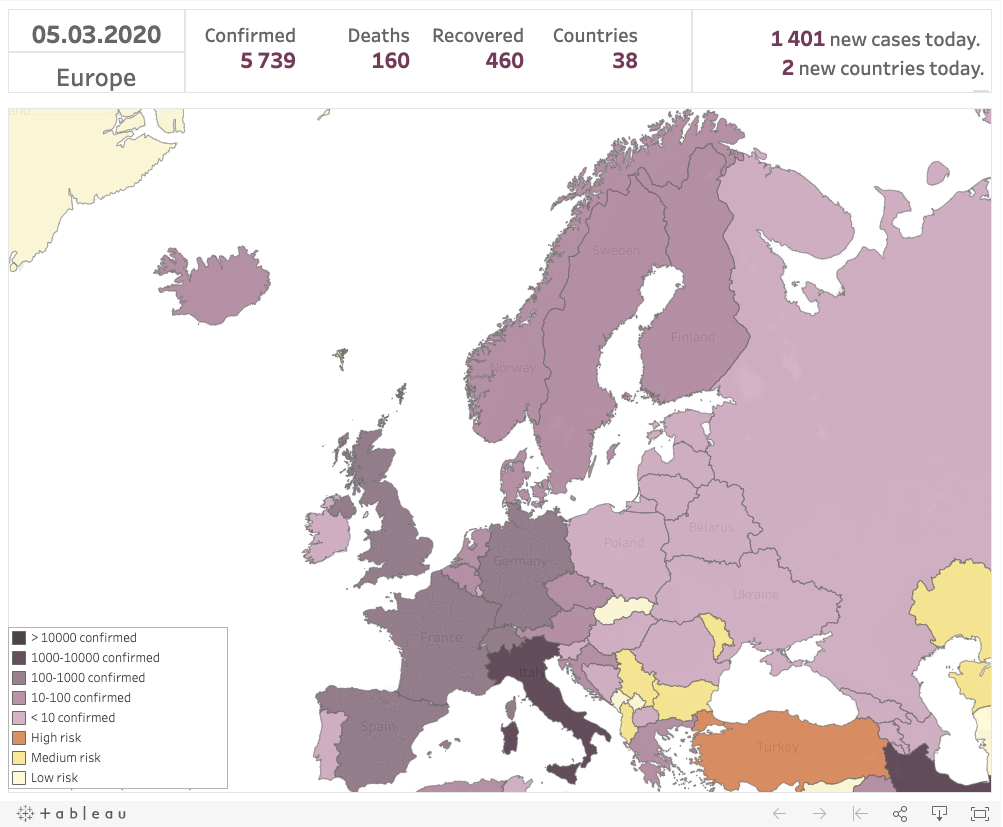 05.03.2020
Europe
Confirmed
5 739
Deaths
160
Recovered
460
Countries
38
1 401 new cases today.
2 new countries today.
Sweden
Finland
Norway
Belarus
Poland
Germany
Ukraine
France
Italy
Spain
Turkey
> 10000 confirmed
1000-10000 confirmed
100-1000 confirmed
10-100 confirmed
< 10 confirmed
High risk
Medium risk
Low risk
+ a b | e a u